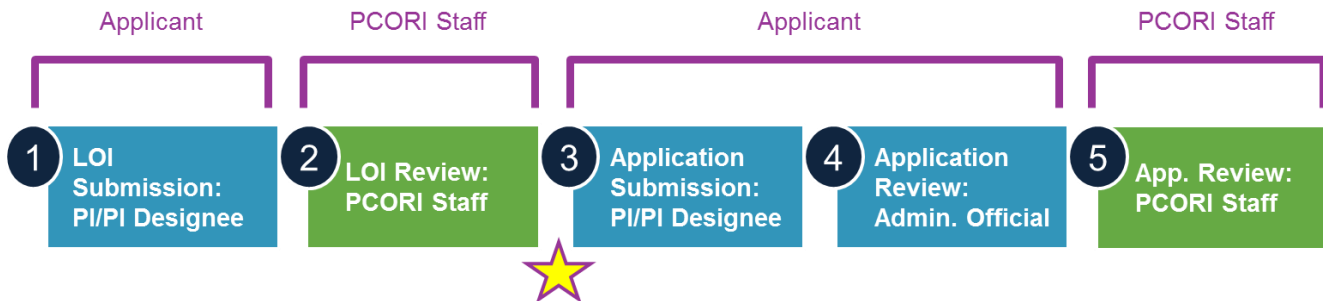 Applicant
PCORI Staff
Applicant
PCORI Staff
1
LOI
Submission:
PI/PI Designee
2
LOI Review:
PCORI Staff
3
Application
Submission:
PI/PI Designee
4
Application
Review:
Admin. Official
5
App. Review:
PCORI Staff